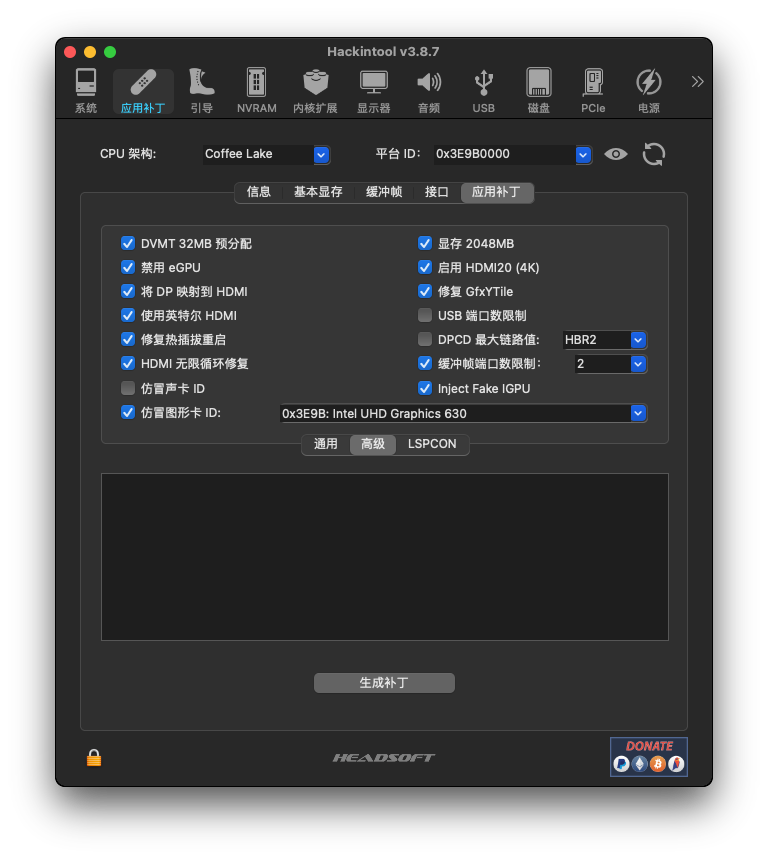 Hackintool v3.8.7
系统 应用补丁 引导 NVRAM 内核扩展 显示器 音频 USB 磁盘 PCIe 电源
CPU 架构: Coffee Lake 平台 ID: 0x3E9B0000
信息 基本显存 缓冲帧 接口 应用补丁
DVMT 32MB 预分配 显存 2048MB
禁用 eGPU 启用 HDMI20 (4K)
将 DP 映射到 HDMI 修复 GfxYTile
使用英特尔 HDMI USB 端口数限制
修复热插拔重启 DPCD 最大链路值: HBR2
HDMI 无限循环修复 缓冲帧端口数限制: 2
仿冒声卡 ID Inject Fake IGPU
仿冒图形卡 ID: 0x3E9B: Intel UHD Graphics 630
通用 高级 LSPCON
生成补丁
HEADSOFT DONATE